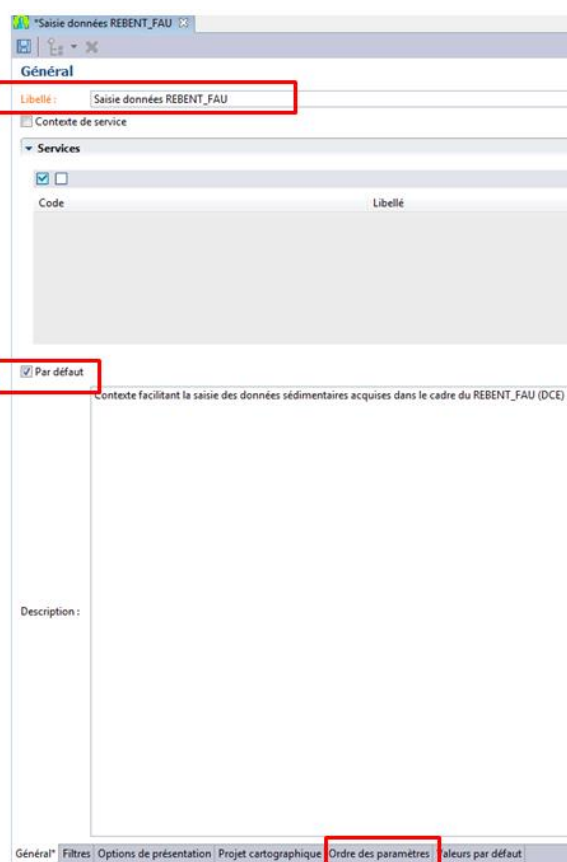 *Saisie données REBENT_FAU
Général
Libellé : Saisie données REBENT_FAU
Contexte de service
Services
Code Libellé
Par défaut
Contexte facilitant la saisie des données sédimentaires acquises dans le cadre du REBENT_FAU (DCE)
Description :
Général* Filtres Options de présentation Projet cartographique Ordre des paramètres Valeurs par défaut